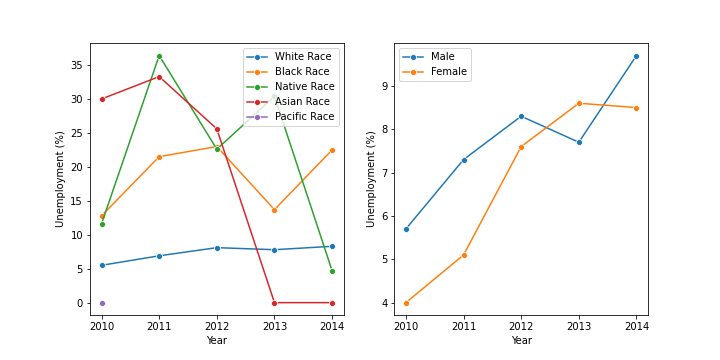 White Race
Black Race
Native Race
Asian Race
Pacific Race
35
30
25
20
15
10
5
0
Unemployment (%)
2010 2011 2012 2013 2014
Year
Male
Female
9
8
7
6
5
4
Unemployment (%)
2010 2011 2012 2013 2014
Year